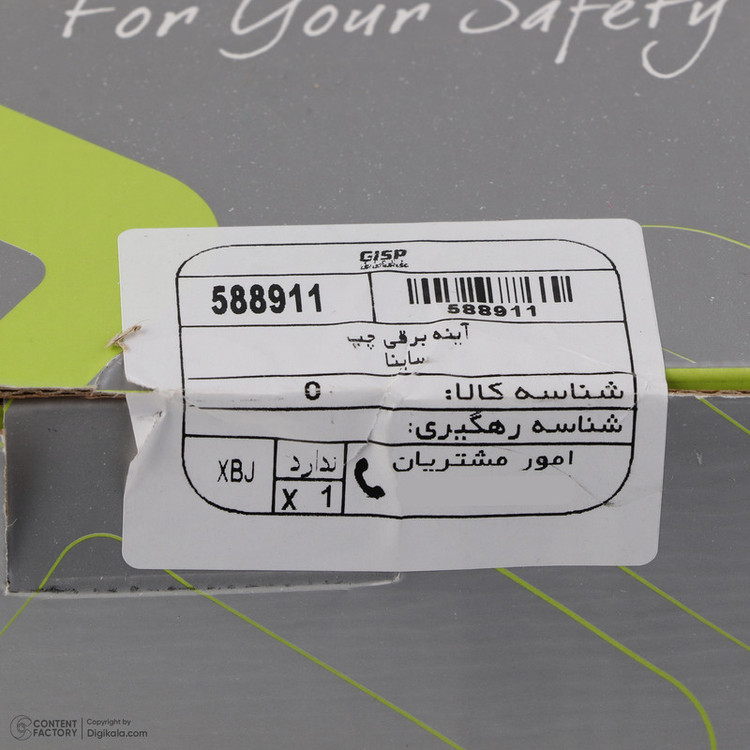 For Your Safety
GISP
588911
588911
آینه برقی چپ
ساینا
شناسه کالا: 0
شناسه رهگیری:
امور مشتریان
ندارد
XBJ
X 1
CONTENT FACTORY
Copyright by
Digikala.com